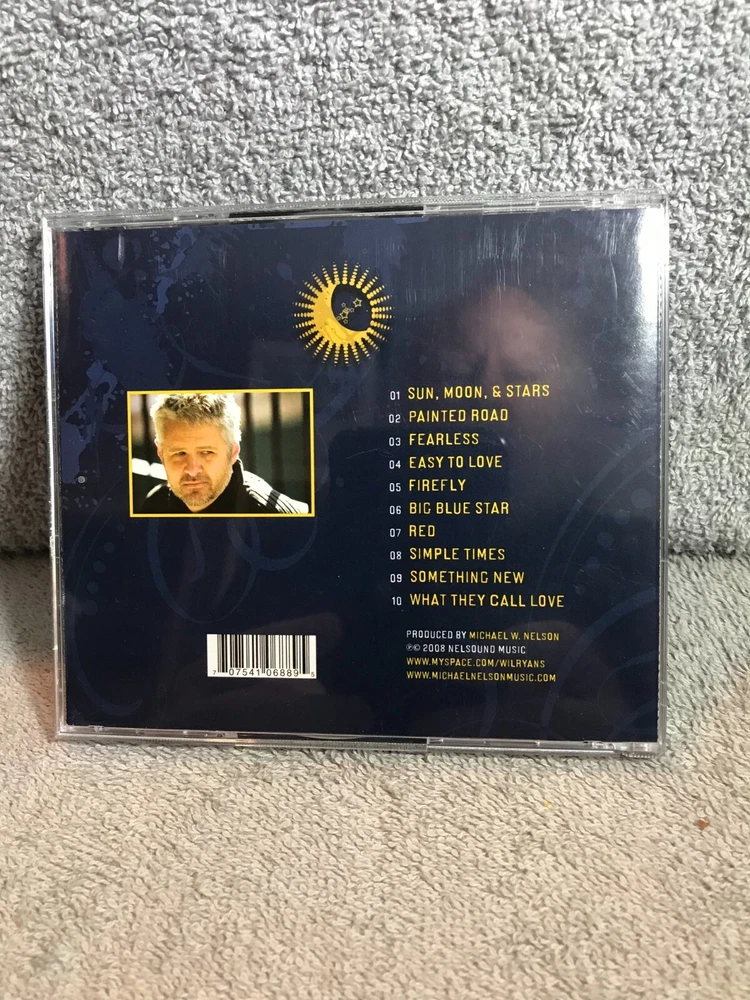 01 SUN, MOON, & STARS
02 PAINTED ROAD
03 FEARLESS
04 EASY TO LOVE
05 FIREFLY
06 BIG BLUE STAR
07 RED
08 SIMPLE TIMES
09 SOMETHING NEW
10 WHAT THEY CALL LOVE
PRODUCED BY MICHAEL W. NELSON
℗© 2008 NELSOUND MUSIC
WWW.MYSPACE.COM/WILRYANS
WWW.MICHAELNELSONMUSIC.COM
7 07541 06889 5